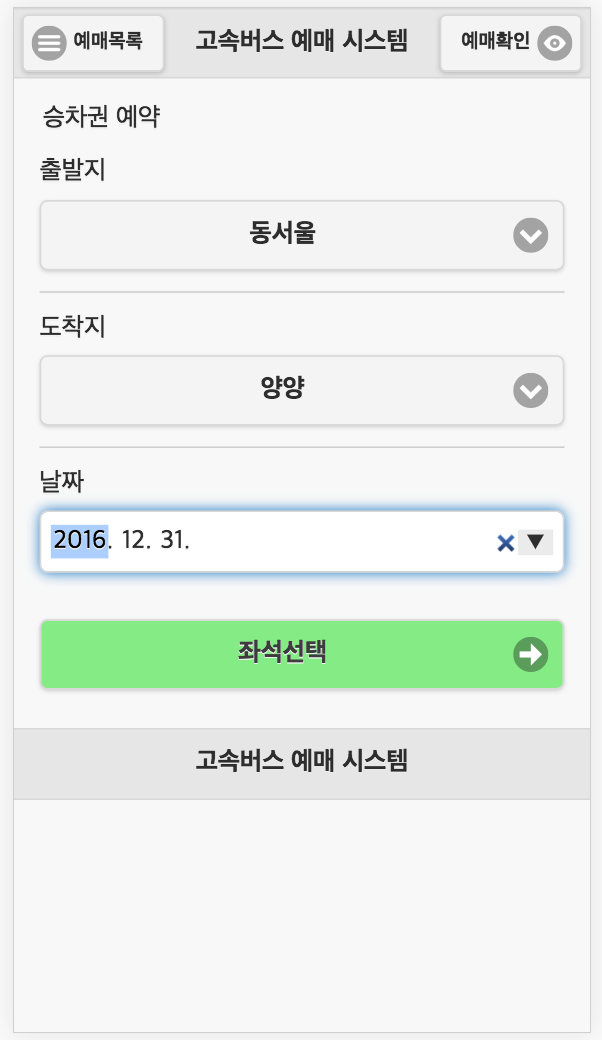 예매목록 고속버스 예매 시스템 예매확인
승차권 예약
출발지
동서울
도착지
양양
날짜
2016. 12. 31.
좌석선택
고속버스 예매 시스템